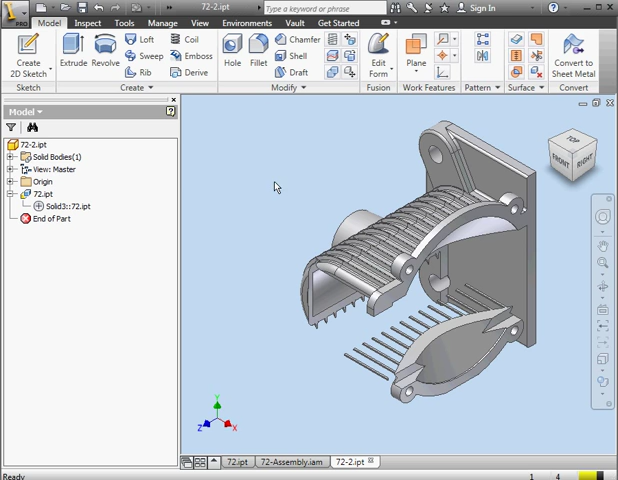 PRO
72-2.ipt
Type a keyword or phrase
Sign In
Model Inspect Tools Manage View Environments Vault Get Started
Create 2D Sketch
Extrude
Revolve
Loft
Sweep
Rib
Coil
Emboss
Derive
Hole
Fillet
Chamfer
Shell
Draft
Edit Form
Plane
Convert to Sheet Metal
Sketch Create Modify Fusion Work Features Pattern Surface Convert
Model
72-2.ipt
Solid Bodies(1)
View: Master
Origin
72.ipt
Solid3::72.ipt
End of Part
TOP
FRONT
RIGHT
Y
Z
X
72.ipt 72-Assembly.iam 72-2.ipt
Ready 1 4